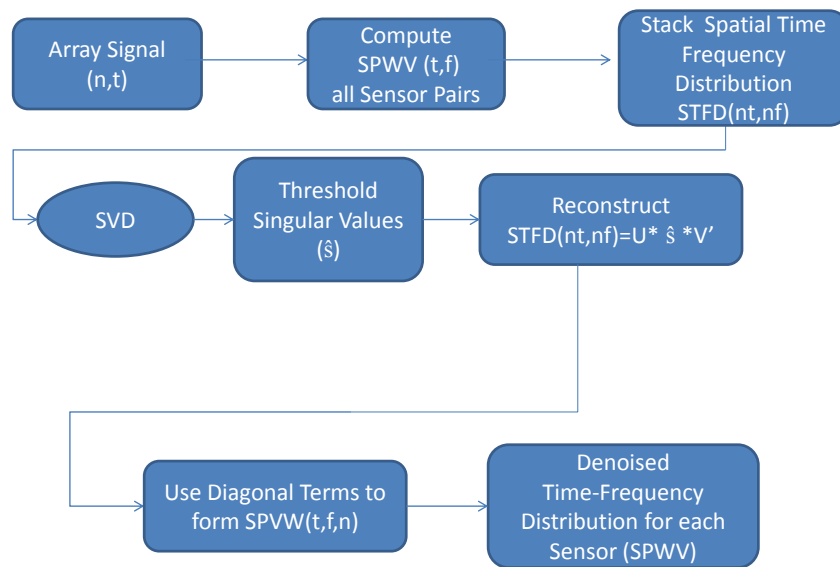 Array Signal
(n,t)
Compute
SPWV (t,f)
all Sensor Pairs
Stack Spatial Time
Frequency
Distribution
STFD(nt,nf)
SVD
Threshold
Singular Values
(ŝ)
Reconstruct
STFD(nt,nf)=U* ŝ *V’
Use Diagonal Terms to
form SPVW(t,f,n)
Denoised
Time-Frequency
Distribution for each
Sensor (SPWV)